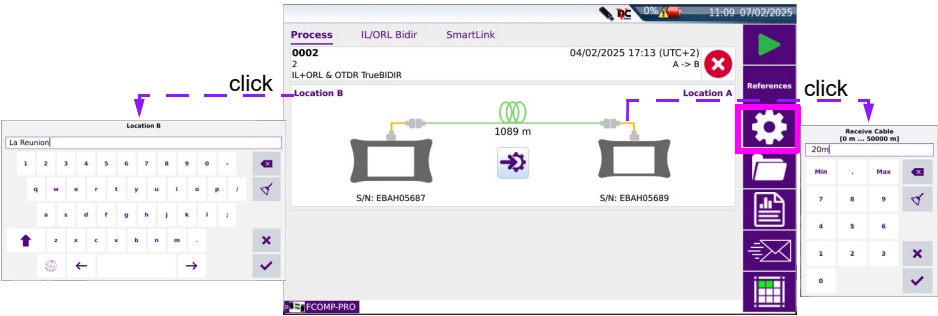 0%
11:09 07/02/2025
Process
IL/ORL Bidir
SmartLink
0002
04/02/2025 17:13 (UTC+2)
2
A -> B
IL+ORL & OTDR TrueBIDIR
References
click
click
Location B
Location A
1089 m
S/N: EBAH05687
S/N: EBAH05689
FCOMP-PRO
Location B
La Reunion
1 2 3 4 5 6 7 8 9 0 -
q w e r t y u i o p /
a s d f g h j k l :
z x c v b n m .
Receive Cable
[0 m ... 50000 m]
20m
Min . Max
7 8 9
4 5 6
1 2 3
0